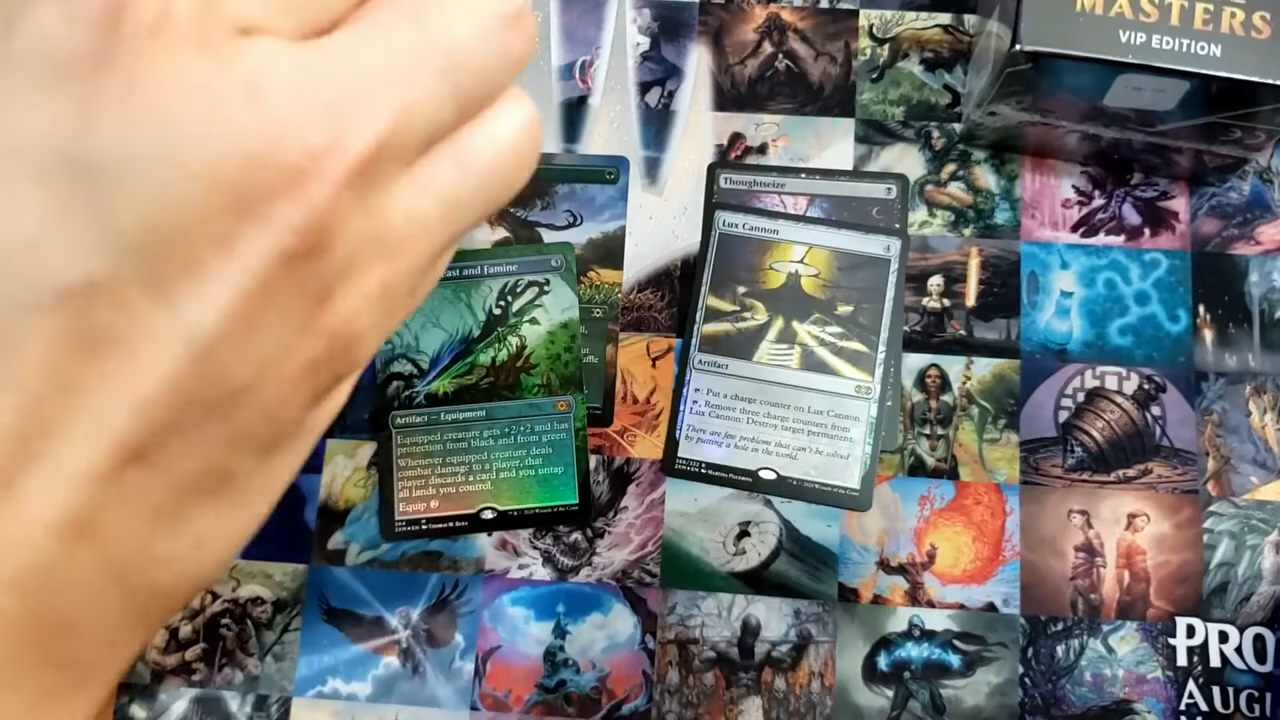 MASTERS
VIP EDITION
Thoughtseize
Lux Cannon
4
Artifact
: Put a charge counter on Lux Cannon.
, Remove three charge counters from
Lux Cannon: Destroy target permanent.
There are few problems that can't be solved
by putting a hole in the world.
east and Famine
3
Artifact — Equipment
Equipped creature gets +2/+2 and has
protection from black and from green.
Whenever equipped creature deals
combat damage to a player, that
player discards a card and you untap
all lands you control.
Equip 2
PRO
AUGU